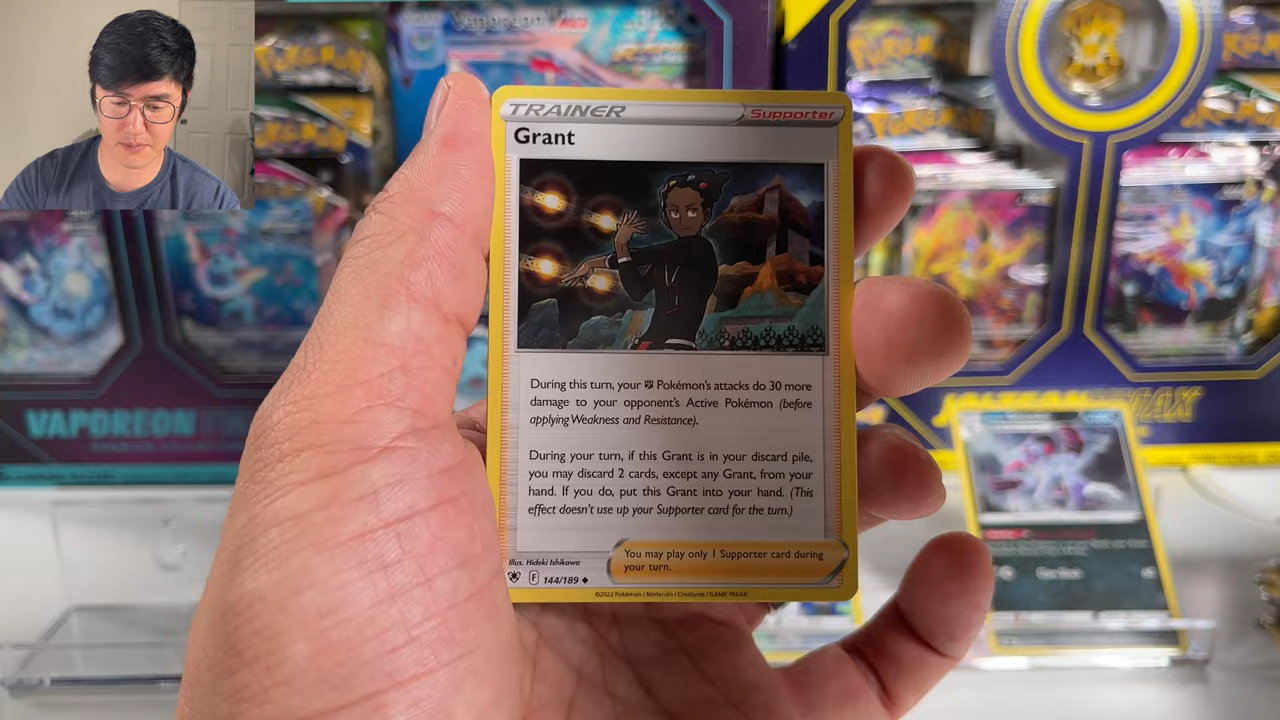 Vaporeon
Pokémon
Pokémon
TRAINER
Supporter
Grant
During this turn, your Pokémon's attacks do 30 more
damage to your opponent's Active Pokémon (before
applying Weakness and Resistance).
During your turn, if this Grant is in your discard pile,
you may discard 2 cards, except any Grant, from your
hand. If you do, put this Grant into your hand. (This
effect doesn't use up your Supporter card for the turn.)
You may play only 1 Supporter card during
your turn.
Illus. Hideki Ishikawa
F 144/189
©2022 Pokémon / Nintendo / Creatures / GAME FREAK
VAPOREON